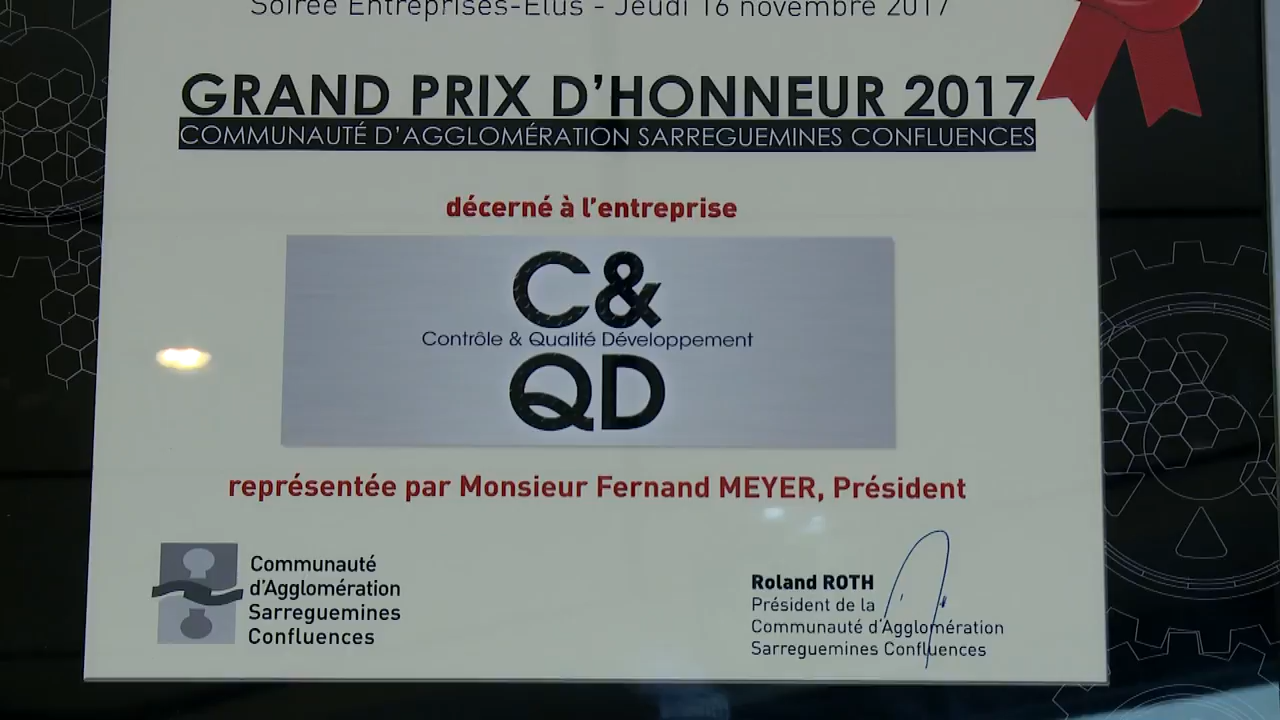 Soirée Entreprises-Elus - Jeudi 16 novembre 2017
GRAND PRIX D'HONNEUR 2017
COMMUNAUTÉ D'AGGLOMÉRATION SARREGUEMINES CONFLUENCES
décerné à l'entreprise
C&
Contrôle & Qualité Développement
QD
représentée par Monsieur Fernand MEYER, Président
Communauté
d'Agglomération
Sarreguemines
Confluences
Roland ROTH
Président de la
Communauté d'Agglomération
Sarreguemines Confluences